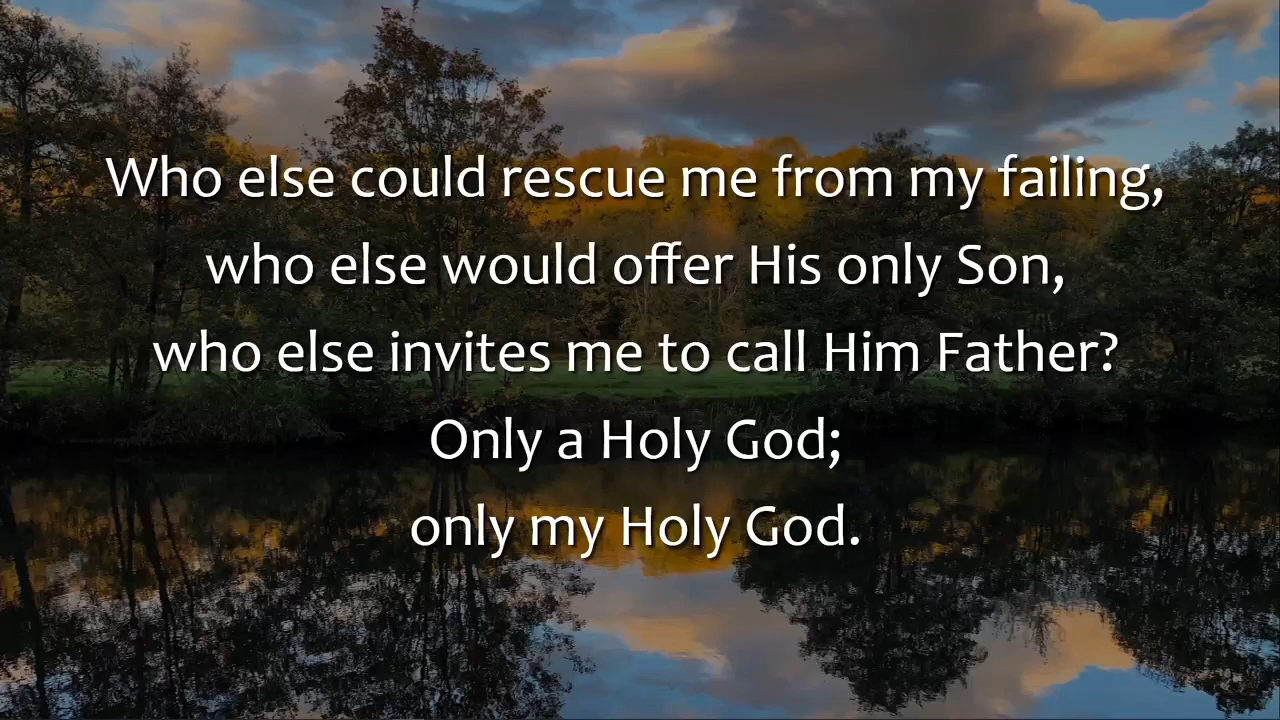 Who else could rescue me from my failing,
who else would offer His only Son,
who else invites me to call Him Father?
Only a Holy God;
only my Holy God.